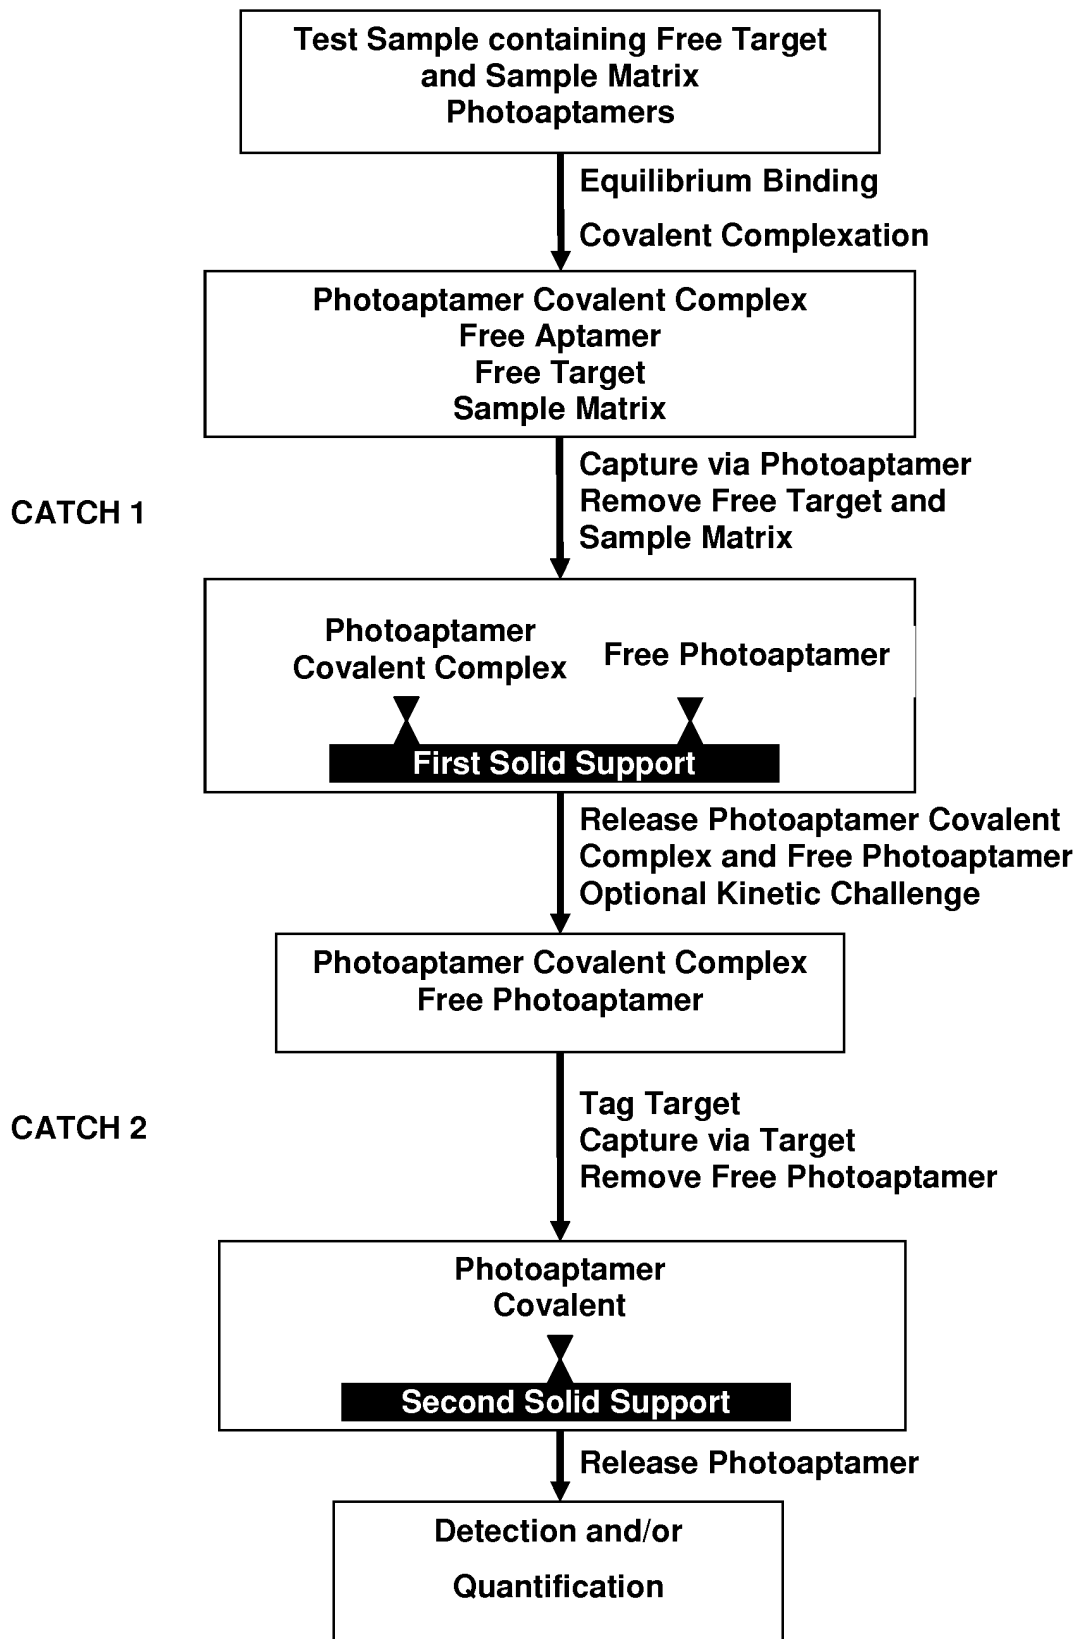 Test Sample containing Free Target
and Sample Matrix
Photoaptamers
Equilibrium Binding
Covalent Complexation
Photoaptamer Covalent Complex
Free Aptamer
Free Target
Sample Matrix
CATCH 1
Capture via Photoaptamer
Remove Free Target and
Sample Matrix
Photoaptamer
Covalent Complex
Free Photoaptamer
First Solid Support
Release Photoaptamer Covalent
Complex and Free Photoaptamer
Optional Kinetic Challenge
Photoaptamer Covalent Complex
Free Photoaptamer
CATCH 2
Tag Target
Capture via Target
Remove Free Photoaptamer
Photoaptamer
Covalent
Second Solid Support
Release Photoaptamer
Detection and/or
Quantification